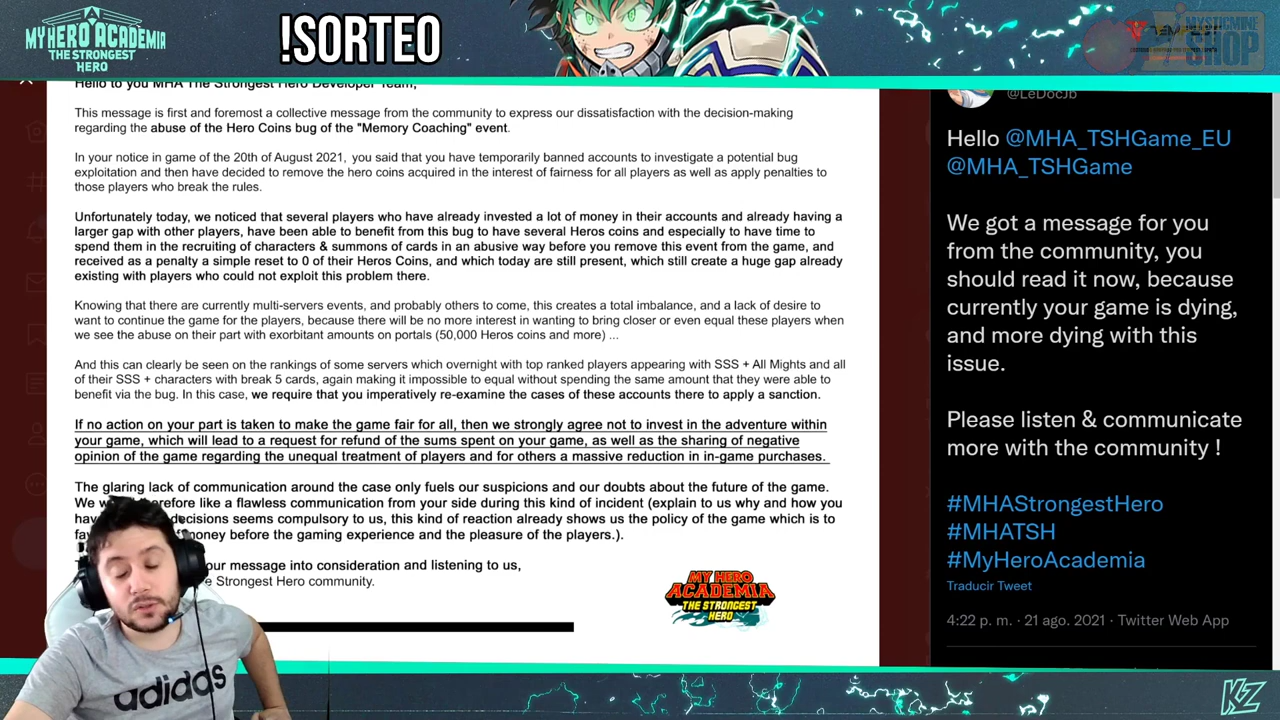 MY HERO ACADEMIA
THE STRONGEST
HERO
!SORTEO
MYSTICMINE
SHOP
Hello to you MHA The Strongest Hero Developer Team,
This message is first and foremost a collective message from the community to express our dissatisfaction with the decision-making
regarding the abuse of the Hero Coins bug of the "Memory Coaching" event.
In your notice in game of the 20th of August 2021, you said that you have temporarily banned accounts to investigate a potential bug
exploitation and then have decided to remove the hero coins acquired in the interest of fairness for all players as well as apply penalties to
those players who break the rules.
Unfortunately today, we noticed that several players who have already invested a lot of money in their accounts and already having a
larger gap with other players, have been able to benefit from this bug to have several Heros coins and especially to have time to
spend them in the recruiting of characters & summons of cards in an abusive way before you remove this event from the game, and
received as a penalty a simple reset to 0 of their Heros Coins, and which today are still present, which still create a huge gap already
existing with players who could not exploit this problem there.
Knowing that there are currently multi-servers events, and probably others to come, this creates a total imbalance, and a lack of desire to
want to continue the game for the players, because there will be no more interest in wanting to bring closer or even equal these players when
we see the abuse on their part with exorbitant amounts on portals (50,000 Heros coins and more) ...
And this can clearly be seen on the rankings of some servers which overnight with top ranked players appearing with SSS + All Mights and all
of their SSS + characters with break 5 cards, again making it impossible to equal without spending the same amount that they were able to
benefit via the bug. In this case, we require that you imperatively re-examine the cases of these accounts there to apply a sanction.
If no action on your part is taken to make the game fair for all, then we strongly agree not to invest in the adventure within
your game, which will lead to a request for refund of the sums spent on your game, as well as the sharing of negative
opinion of the game regarding the unequal treatment of players and for others a massive reduction in in-game purchases.
The glaring lack of communication around the case only fuels our suspicions and our doubts about the future of the game.
We would therefore like a flawless communication from your side during this kind of incident (explain to us why and how you
decisions seems compulsory to us, this kind of reaction already shows us the policy of the game which is to
money before the gaming experience and the pleasure of the players.).
our message into consideration and listening to us,
Strongest Hero community.
MY HERO
ACADEMIA
THE STRONGEST
HERO
adidas
@LeDocJb
Hello @MHA_TSHGame_EU
@MHA_TSHGame
We got a message for you
from the community, you
should read it now, because
currently your game is dying,
and more dying with this
issue.
Please listen & communicate
more with the community !
#MHAStrongestHero
#MHATSH
#MyHeroAcademia
Traducir Tweet
4:22 p. m. · 21 ago. 2021 · Twitter Web App
KZ